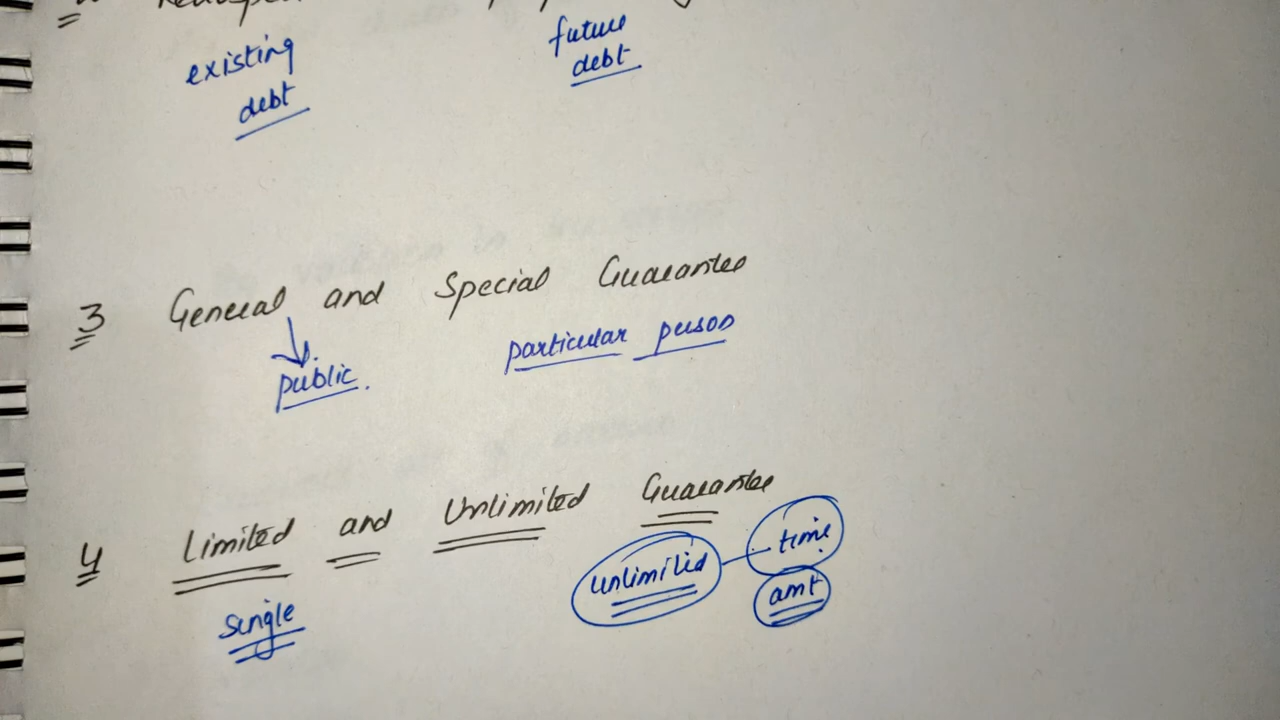 existing future
debt debt
3 General and Special Guarantee
public. particular person
4 Limited and Unlimited Guarantee
single unlimited time
amt